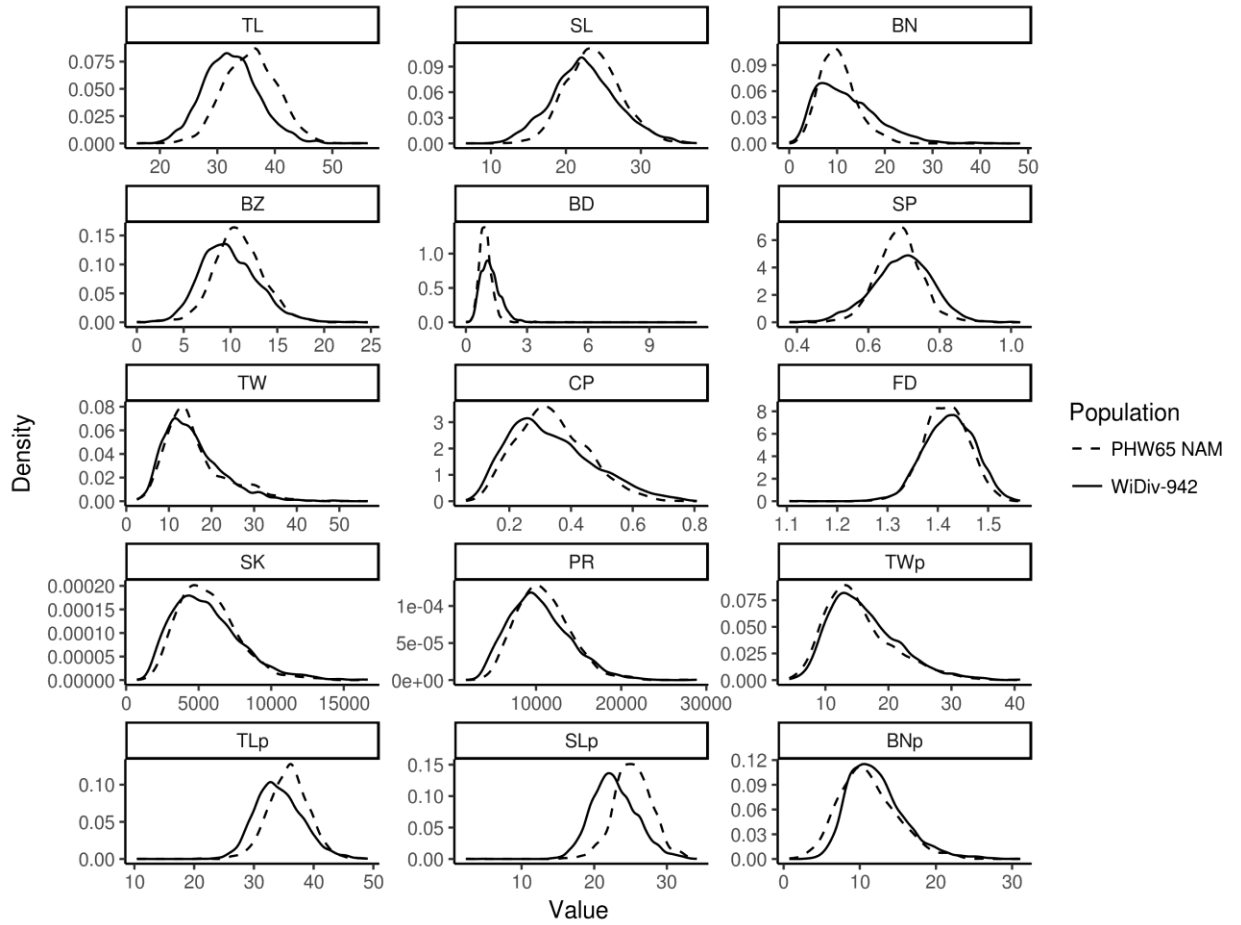 TL SL BN
0.075 0.050 0.025 0.000
20 30 40 50
0.09 0.06 0.03 0.00
10 20 30
0.09 0.06 0.03 0.00
0 10 20 30 40 50
BZ BD SP
0.15 0.10 0.05 0.00
0 5 10 15 20 25
1.0 0.5 0.0
0 3 6 9
6 4 2 0
0.4 0.6 0.8 1.0
TW CP FD
0.08 0.06 0.04 0.02 0.00
0 10 20 30 40 50
3 2 1 0
0.2 0.4 0.6 0.8
8 6 4 2 0
1.1 1.2 1.3 1.4 1.5
SK PR TWp
0.00020 0.00015 0.00010 0.00005 0.00000
0 5000 10000 15000
1e-04 5e-05 0e+00
10000 20000 30000
0.075 0.050 0.025 0.000
10 20 30 40
TLp SLp BNp
0.10 0.05 0.00
10 20 30 40 50
0.15 0.10 0.05 0.00
10 20 30
0.12 0.09 0.06 0.03 0.00
0 10 20 30
Density
Value
Population
PHW65 NAM
WiDiv-942